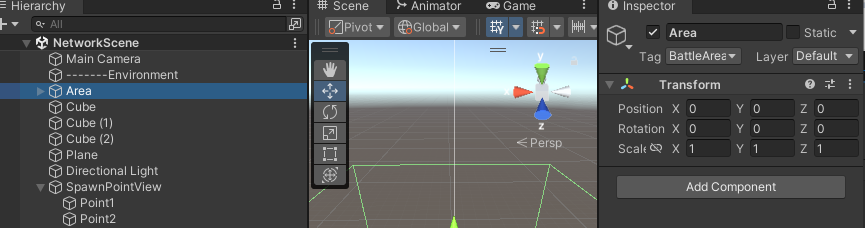 Hierarchy
All
NetworkScene
Main Camera
-------Environment
Area
Cube
Cube (1)
Cube (2)
Plane
Directional Light
SpawnPointView
Point1
Point2
Scene Animator Game
Pivot Global
y
z
Persp
Inspector
Area Static
Tag BattleArea Layer Default
Transform
Position X 0 Y 0 Z 0
Rotation X 0 Y 0 Z 0
Scale X 1 Y 1 Z 1
Add Component